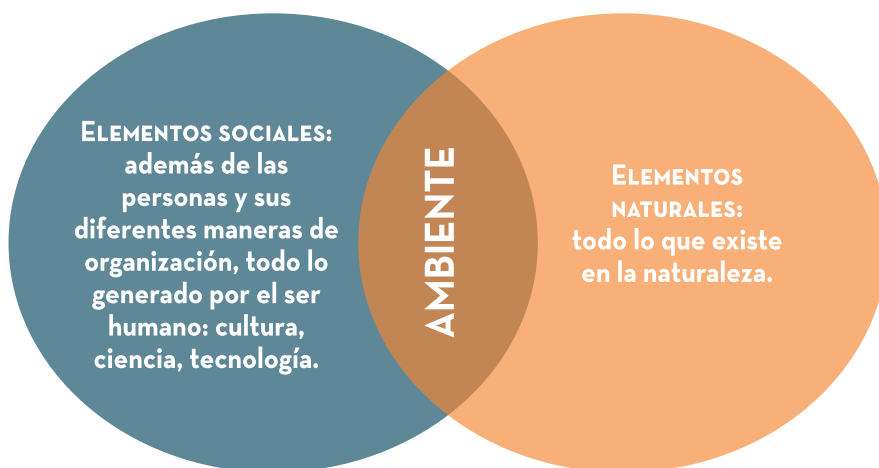 ELEMENTOS SOCIALES:
además de las
personas y sus
diferentes maneras de
organización, todo lo
generado por el ser
humano: cultura,
ciencia, tecnología.
AMBIENTE
ELEMENTOS
NATURALES:
todo lo que existe
en la naturaleza.